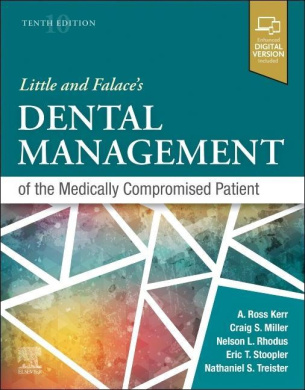 TENTH EDITION
10
Enhanced
DIGITAL
VERSION
Included
Little and Falace's
DENTAL
MANAGEMENT
of the Medically Compromised Patient
A. Ross Kerr
Craig S. Miller
Nelson L. Rhodus
Eric T. Stoopler
Nathaniel S. Treister
ELSEVIER